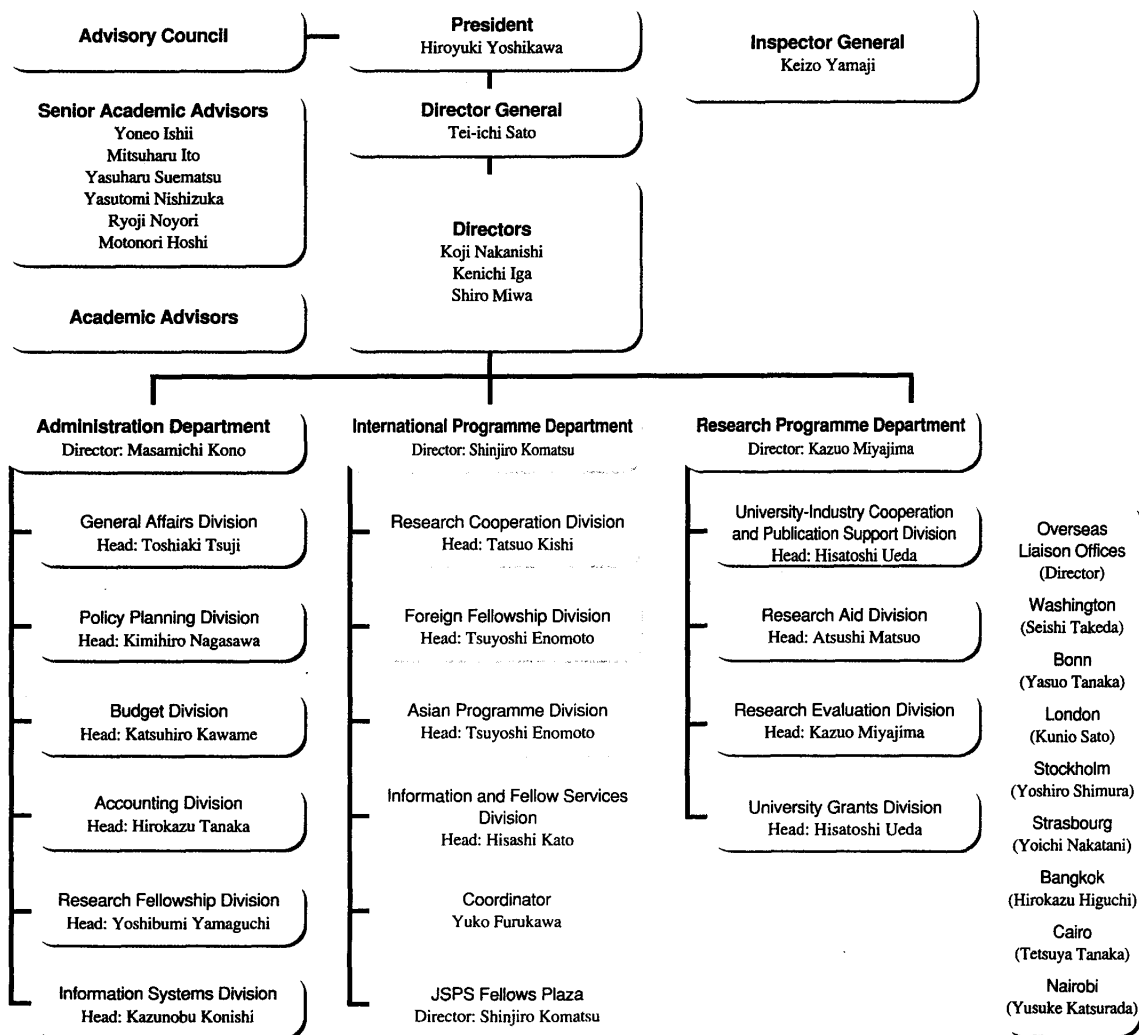 Advisory Council
President
Hiroyuki Yoshikawa
Inspector General
Keizo Yamaji
Senior Academic Advisors
Yoneo Ishii
Mitsuharu Ito
Yasuharu Suematsu
Yasutomi Nishizuka
Ryoji Noyori
Motonori Hoshi
Director General
Tei-ichi Sato
Directors
Koji Nakanishi
Kenichi Iga
Shiro Miwa
Academic Advisors
Administration Department
Director: Masamichi Kono
General Affairs Division
Head: Toshiaki Tsuji
Policy Planning Division
Head: Kimihiro Nagasawa
Budget Division
Head: Katsuhiro Kawame
Accounting Division
Head: Hirokazu Tanaka
Research Fellowship Division
Head: Yoshibumi Yamaguchi
Information Systems Division
Head: Kazunobu Konishi
International Programme Department
Director: Shinjiro Komatsu
Research Cooperation Division
Head: Tatsuo Kishi
Foreign Fellowship Division
Head: Tsuyoshi Enomoto
Asian Programme Division
Head: Tsuyoshi Enomoto
Information and Fellow Services
Division
Head: Hisashi Kato
Coordinator
Yuko Furukawa
JSPS Fellows Plaza
Director: Shinjiro Komatsu
Research Programme Department
Director: Kazuo Miyajima
University-Industry Cooperation
and Publication Support Division
Head: Hisatoshi Ueda
Research Aid Division
Head: Atsushi Matsuo
Research Evaluation Division
Head: Kazuo Miyajima
University Grants Division
Head: Hisatoshi Ueda
Overseas
Liaison Offices
(Director)
Washington
(Seishi Takeda)
Bonn
(Yasuo Tanaka)
London
(Kunio Sato)
Stockholm
(Yoshiro Shimura)
Strasbourg
(Yoichi Nakatani)
Bangkok
(Hirokazu Higuchi)
Cairo
(Tetsuya Tanaka)
Nairobi
(Yusuke Katsurada)